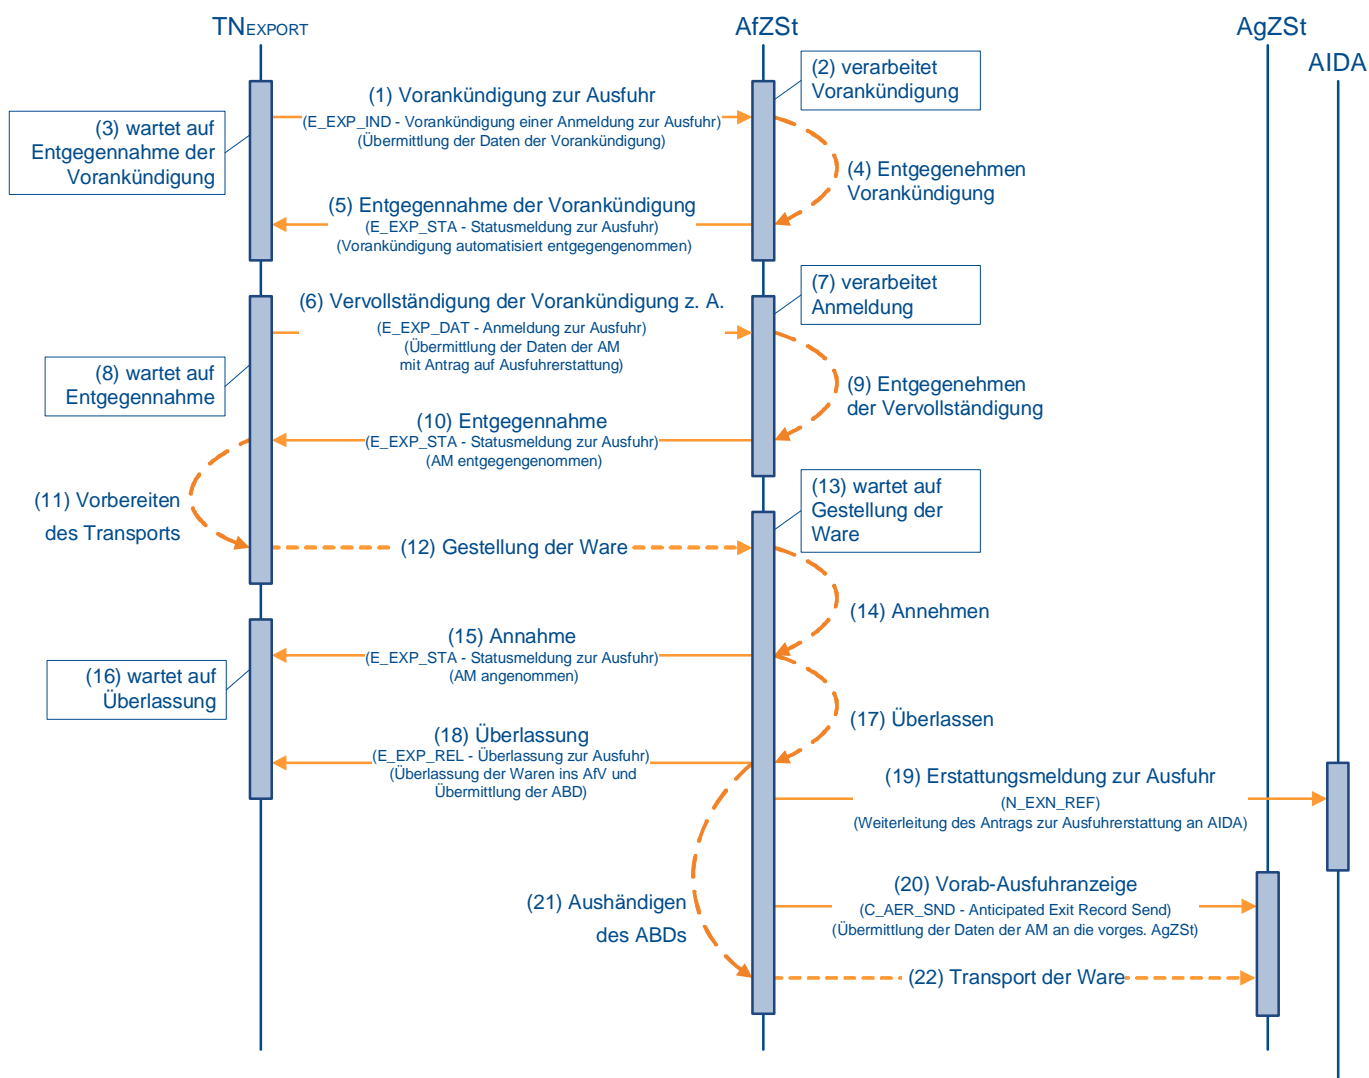 TNEXPORT
AfZSt
AgZSt
AIDA
(2) verarbeitet
Vorankündigung
(1) Vorankündigung zur Ausfuhr
(E_EXP_IND - Vorankündigung einer Anmeldung zur Ausfuhr)
(Übermittlung der Daten der Vorankündigung)
(3) wartet auf
Entgegennahme der
Vorankündigung
(4) Entgegenehmen
Vorankündigung
(5) Entgegennahme der Vorankündigung
(E_EXP_STA - Statusmeldung zur Ausfuhr)
(Vorankündigung automatisiert entgegengenommen)
(6) Vervollständigung der Vorankündigung z. A.
(E_EXP_DAT - Anmeldung zur Ausfuhr)
(Übermittlung der Daten der AM
mit Antrag auf Ausfuhrerstattung)
(7) verarbeitet
Anmeldung
(8) wartet auf
Entgegennahme
(9) Entgegenehmen
der Vervollständigung
(10) Entgegennahme
(E_EXP_STA - Statusmeldung zur Ausfuhr)
(AM entgegengenommen)
(11) Vorbereiten
des Transports
(12) Gestellung der Ware
(13) wartet auf
Gestellung der
Ware
(14) Annehmen
(15) Annahme
(E_EXP_STA - Statusmeldung zur Ausfuhr)
(AM angenommen)
(16) wartet auf
Überlassung
(17) Überlassen
(18) Überlassung
(E_EXP_REL - Überlassung zur Ausfuhr)
(Überlassung der Waren ins AfV und
Übermittlung der ABD)
(19) Erstattungsmeldung zur Ausfuhr
(N_EXN_REF)
(Weiterleitung des Antrags zur Ausfuhrerstattung an AIDA)
(20) Vorab-Ausfuhranzeige
(C_AER_SND - Anticipated Exit Record Send)
(Übermittlung der Daten der AM an die vorges. AgZSt)
(21) Aushändigen
des ABDs
(22) Transport der Ware